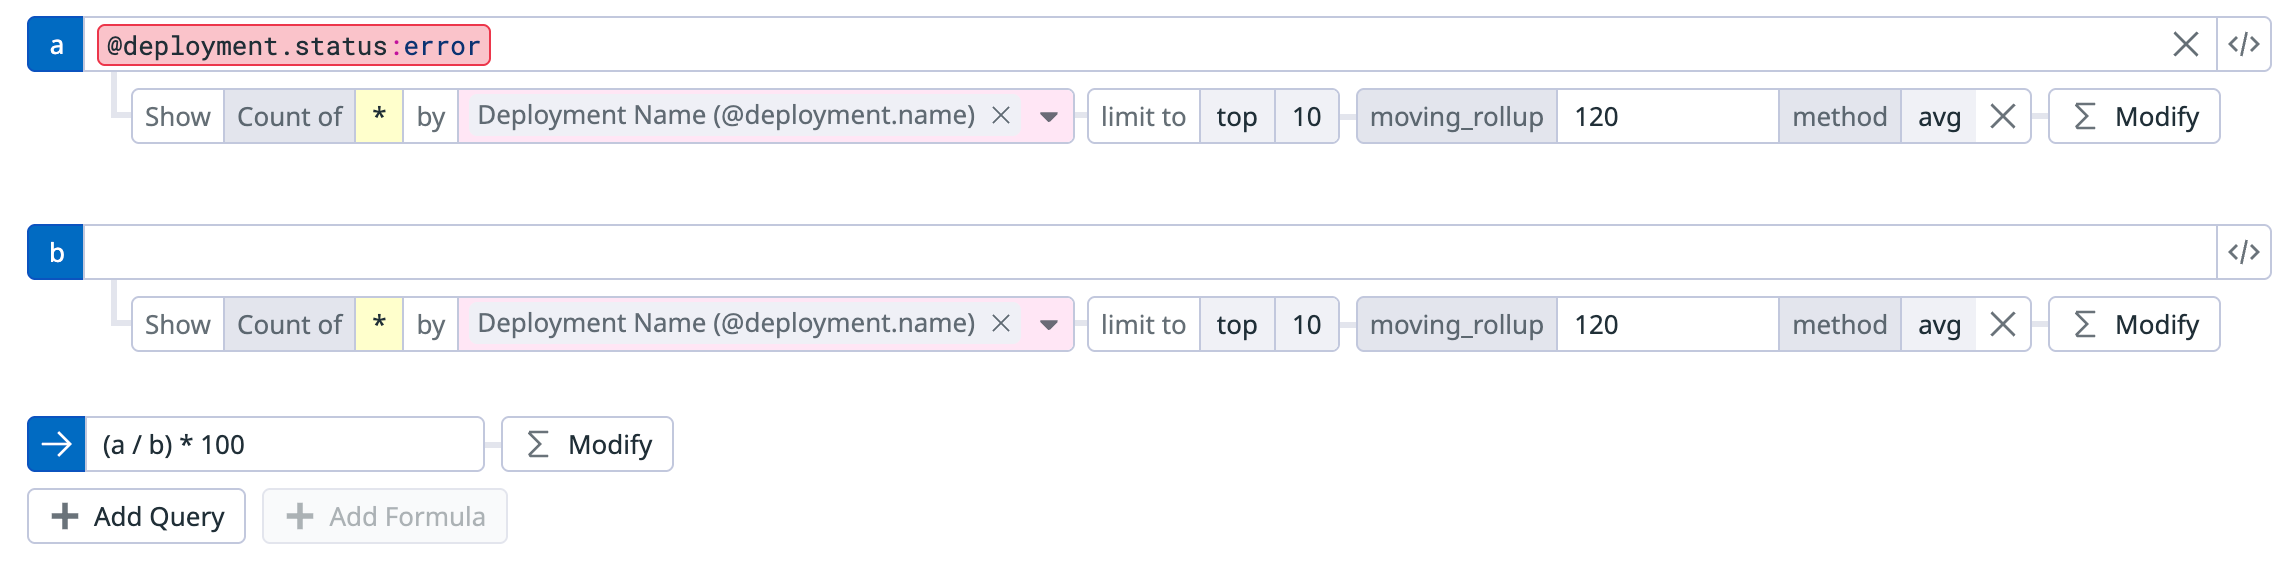 a @deployment.status:error </>
Show Count of * by Deployment Name (@deployment.name) limit to top 10 moving_rollup 120 method avg Σ Modify
b </>
Show Count of * by Deployment Name (@deployment.name) limit to top 10 moving_rollup 120 method avg Σ Modify
(a / b) * 100 Σ Modify
Add Query Add Formula